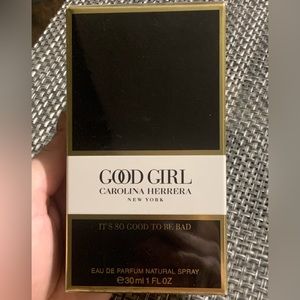 GOOD GIRL
CAROLINA HERRERA
NEW YORK
IT'S SO GOOD TO BE BAD
EAU DE PARFUM NATURAL SPRAY
℮30 ml 1 FL.OZ